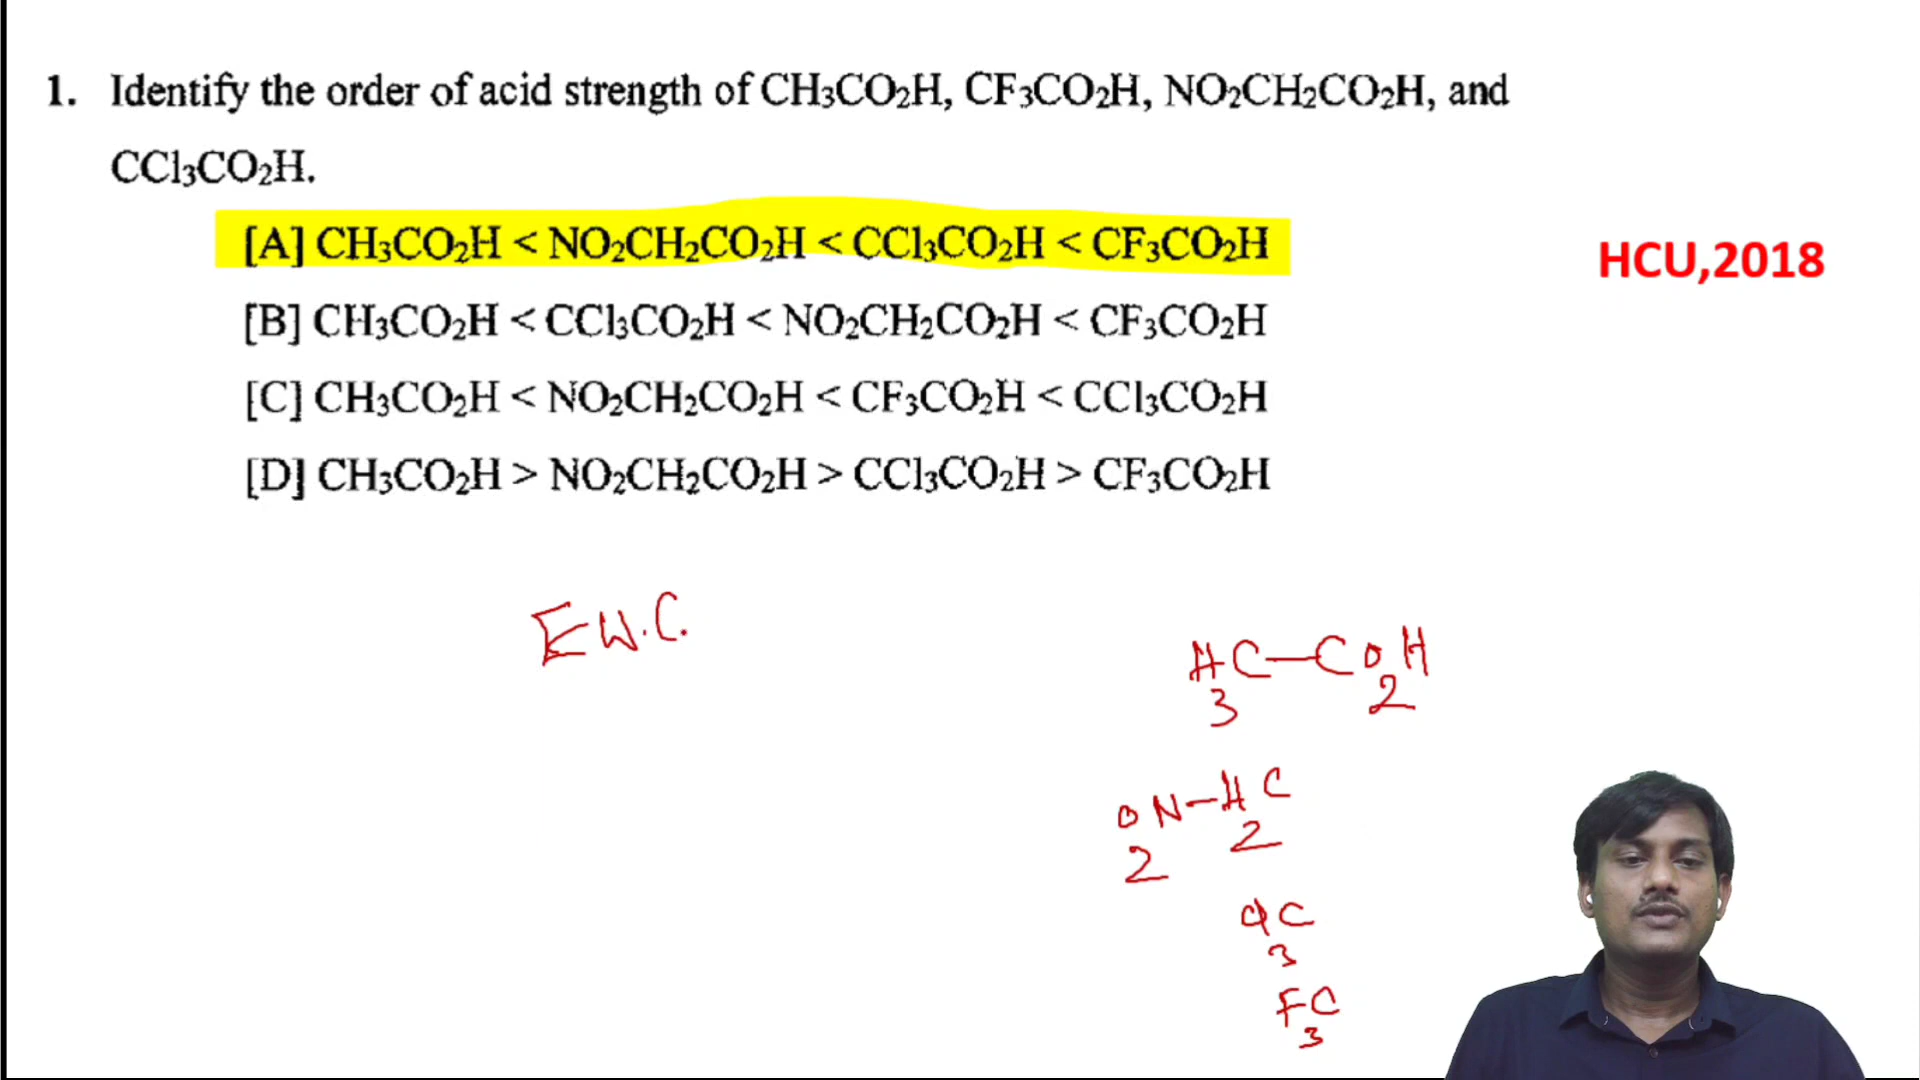 1. Identify the order of acid strength of CH₃CO₂H, CF₃CO₂H, NO₂CH₂CO₂H, and
CCl₃CO₂H.
[A] CH₃CO₂H < NO₂CH₂CO₂H < CCl₃CO₂H < CF₃CO₂H
HCU,2018
[B] CH₃CO₂H < CCl₃CO₂H < NO₂CH₂CO₂H < CF₃CO₂H
[C] CH₃CO₂H < NO₂CH₂CO₂H < CF₃CO₂H < CCl₃CO₂H
[D] CH₃CO₂H > NO₂CH₂CO₂H > CCl₃CO₂H > CF₃CO₂H
E W. C.
H₃C—CO₂H
O₂N–H₂C
Cl₃C
F₃C